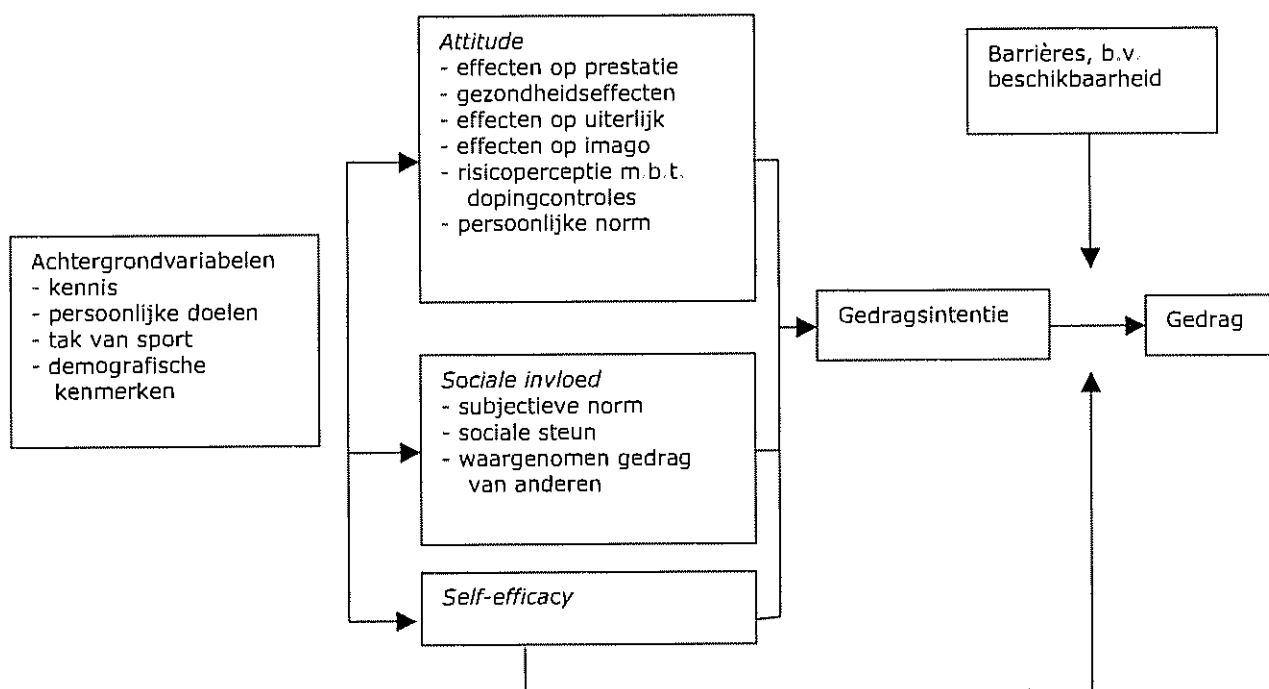 Achtergrondvariabelen
- kennis
- persoonlijke doelen
- tak van sport
- demografische
kenmerken
Attitude
- effecten op prestatie
- gezondheidseffecten
- effecten op uiterlijk
- effecten op imago
- risicoperceptie m.b.t.
dopingcontroles
- persoonlijke norm
Sociale invloed
- subjectieve norm
- sociale steun
- waargenomen gedrag
van anderen
Self-efficacy
Gedragsintentie
Barrières, b.v.
beschikbaarheid
Gedrag